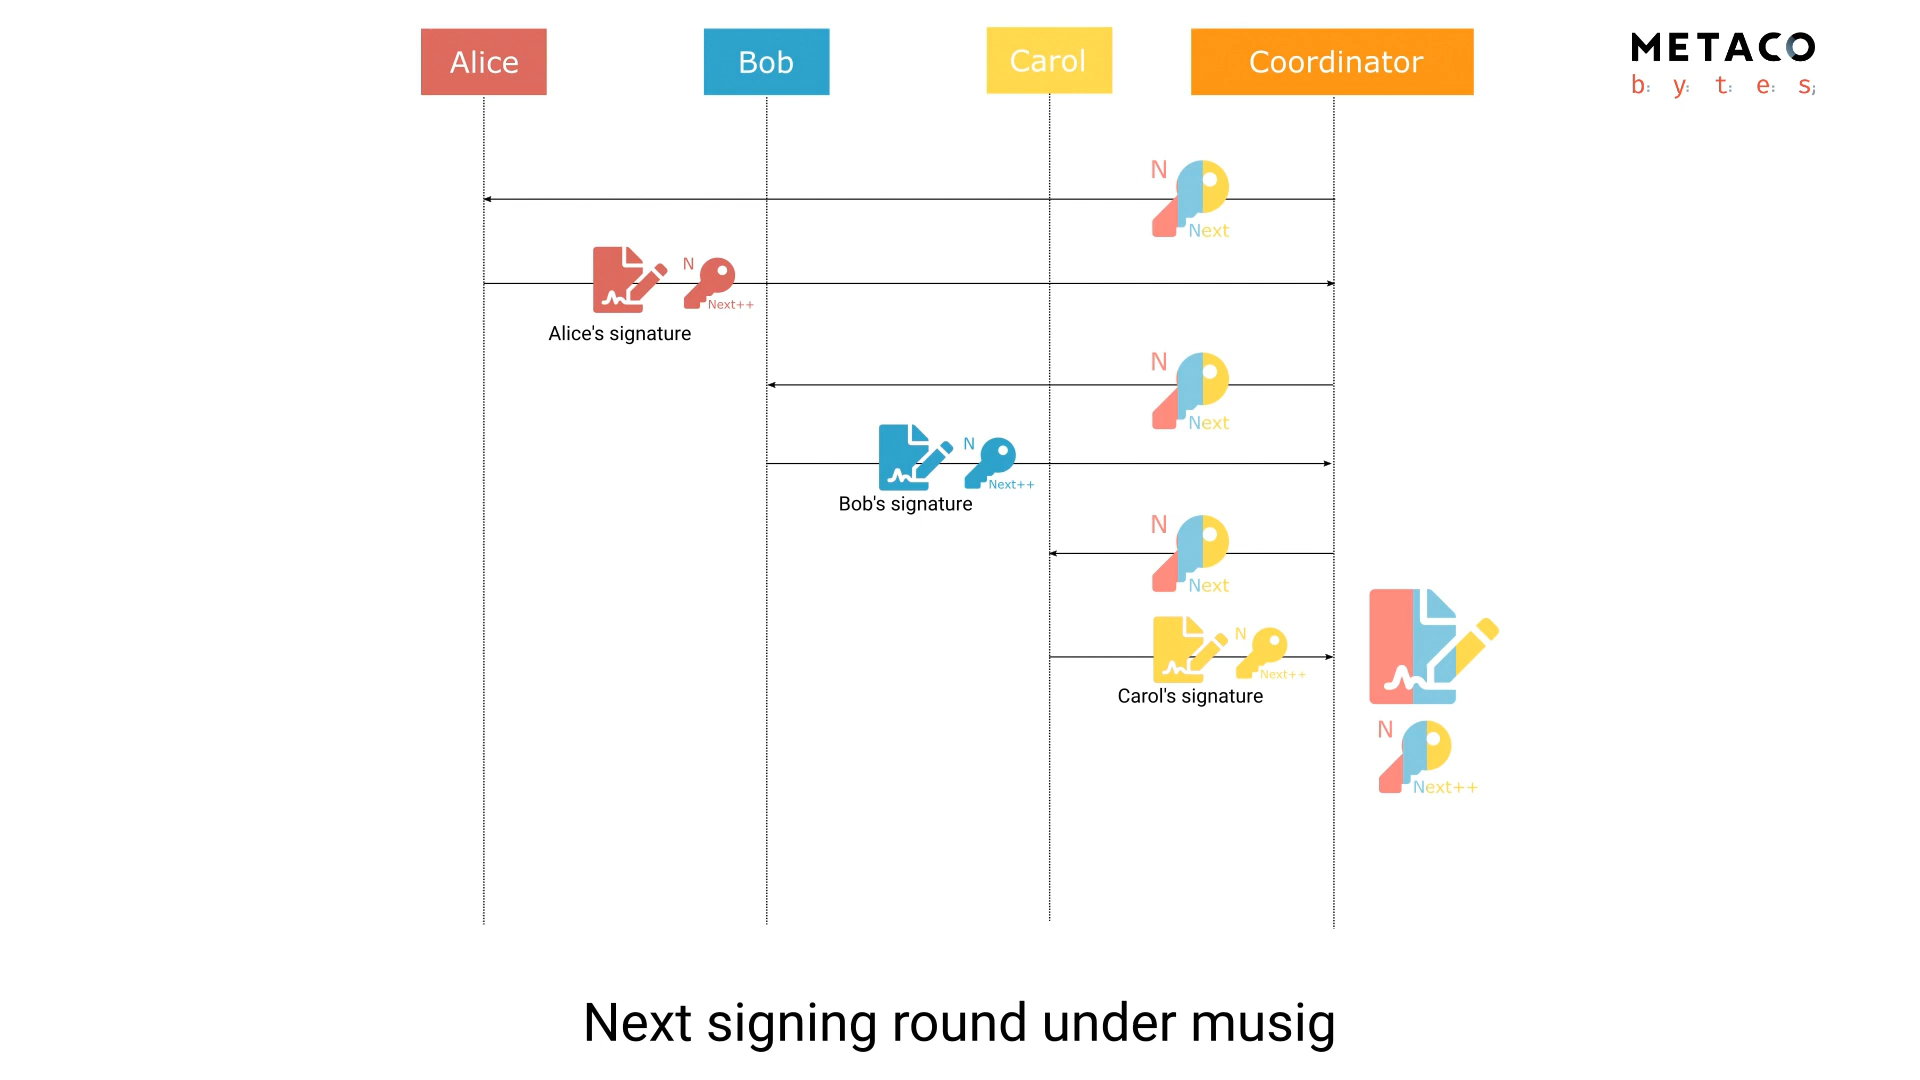 Alice
Bob
Carol
Coordinator
METACO
b: y: t: e: s;
N
Next
N
Next++
Alice's signature
N
Next
N
Next++
Bob's signature
N
Next
N
Next++
Carol's signature
N
Next++
Next signing round under musig